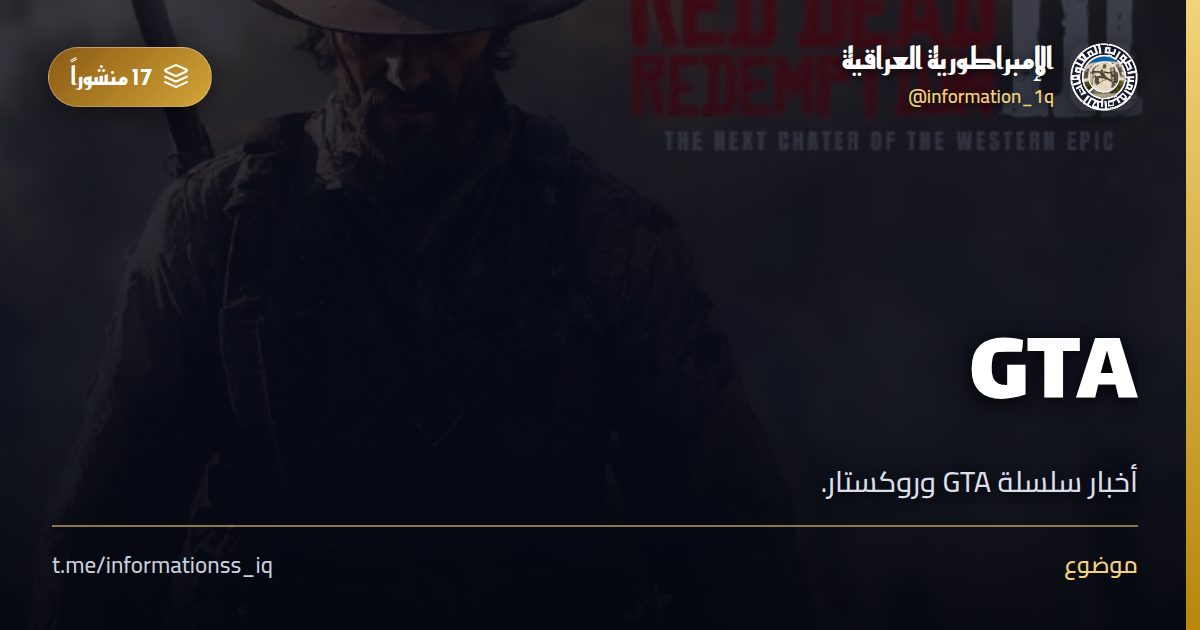 17 منشوراً
الإمبراطورية العراقية
@information_1q
RED DEAD
REDEMPTION
III
THE NEXT CHATER OF THE WESTERN EPIC
GTA
أخبار سلسلة GTA وروكستار.
موضوع
t.me/informationss_iq